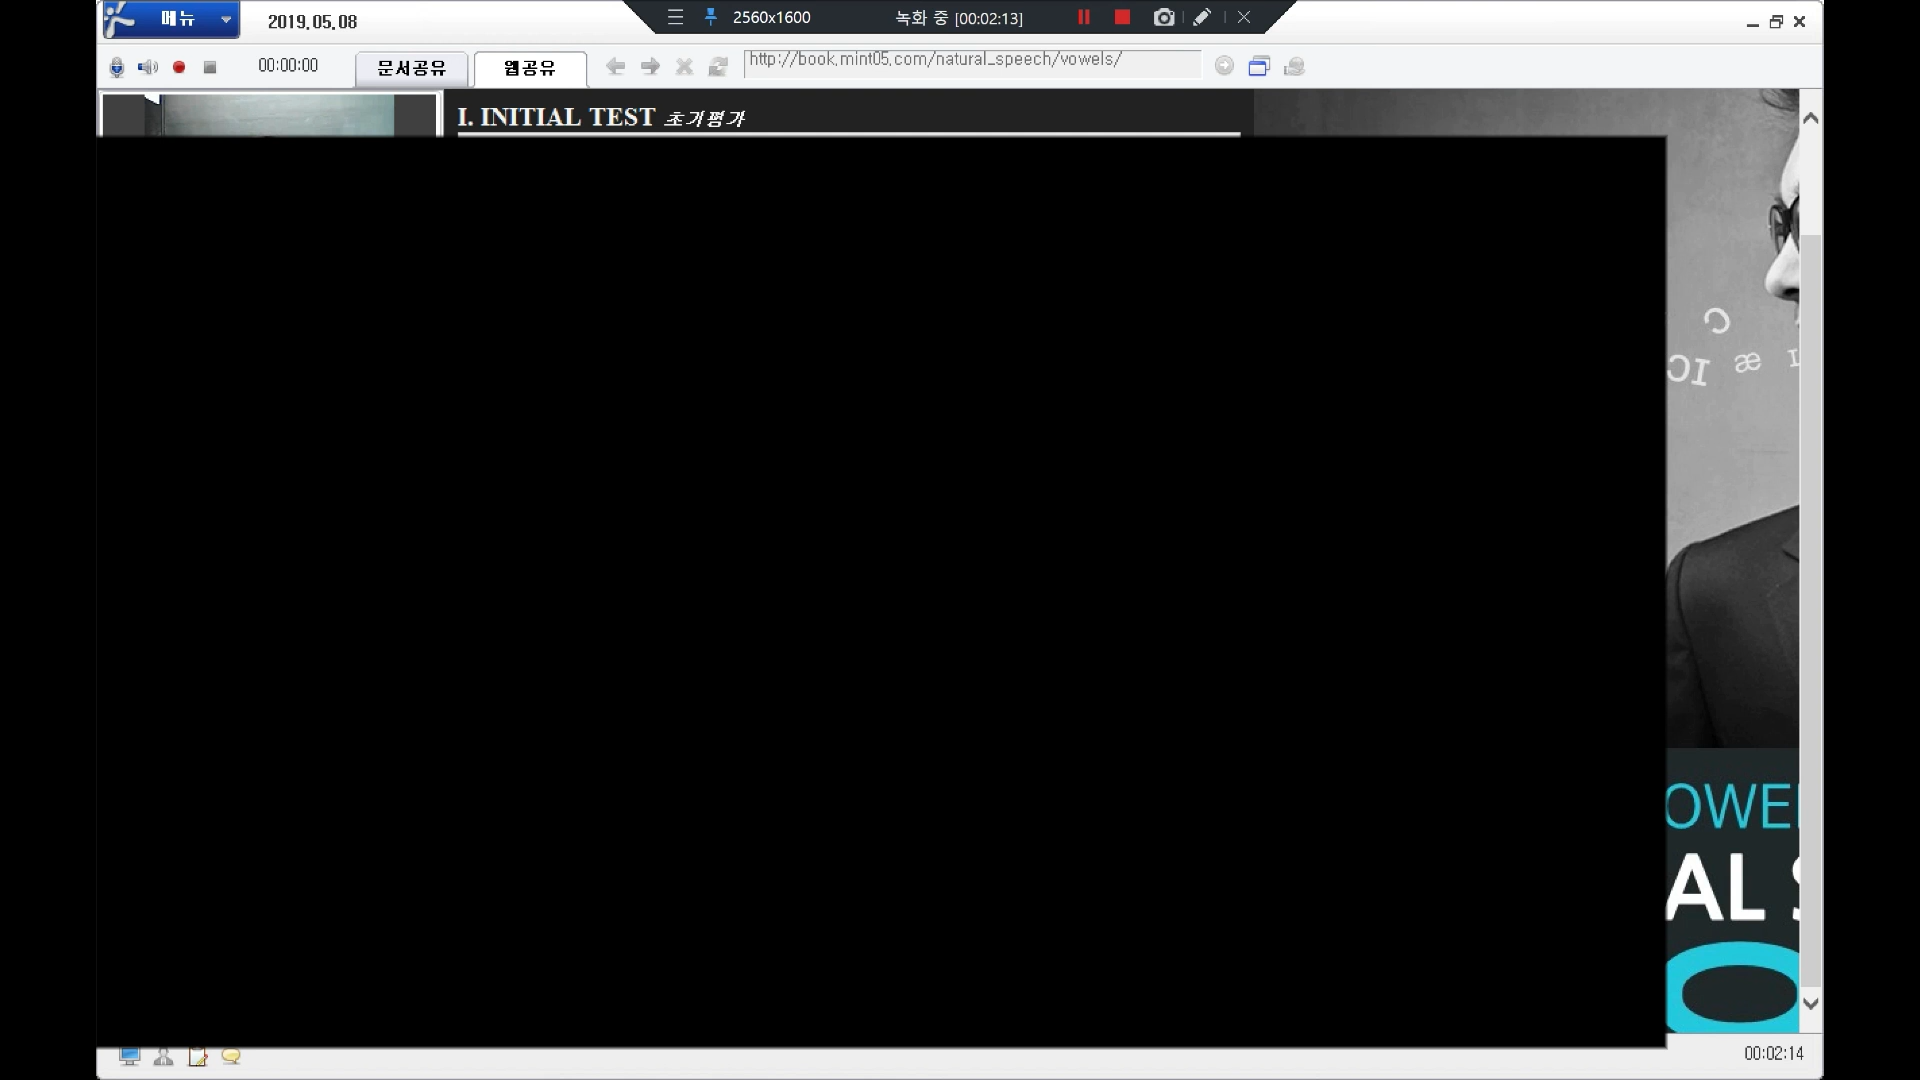 메뉴
2019.05.08
2560x1600
녹화 중 [00:02:13]
00:00:00
문서공유
웹공유
http://book.mint05.com/natural_speech/vowels/
I. INITIAL TEST 초기평가
æ
OWE
AL
00:02:14